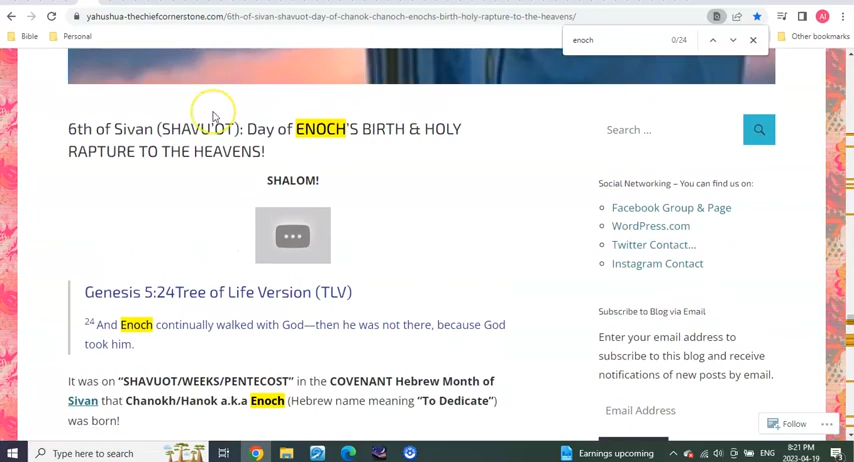 yahushua-thechiefcornerstone.com/6th-of-sivan-shavuot-day-of-chanok-chanoch-enochs-birth-holy-rapture-to-the-heavens/
AI
Bible
Personal
Other bookmarks
enoch
0/24
6th of Sivan (SHAVU'OT): Day of ENOCH'S BIRTH & HOLY
RAPTURE TO THE HEAVENS!
SHALOM!
Genesis 5:24Tree of Life Version (TLV)
24 And Enoch continually walked with God—then he was not there, because God
took him.
It was on "SHAVUOT/WEEKS/PENTECOST" in the COVENANT Hebrew Month of
Sivan that Chanokh/Hanok a.k.a Enoch (Hebrew name meaning "To Dedicate")
was born!
Search ...
Social Networking – You can find us on:
Facebook Group & Page
WordPress.com
Twitter Contact...
Instagram Contact
Subscribe to Blog via Email
Enter your email address to
subscribe to this blog and receive
notifications of new posts by email.
Email Address
Follow
Type here to search
Earnings upcoming
ENG
8:21 PM
2023-04-19